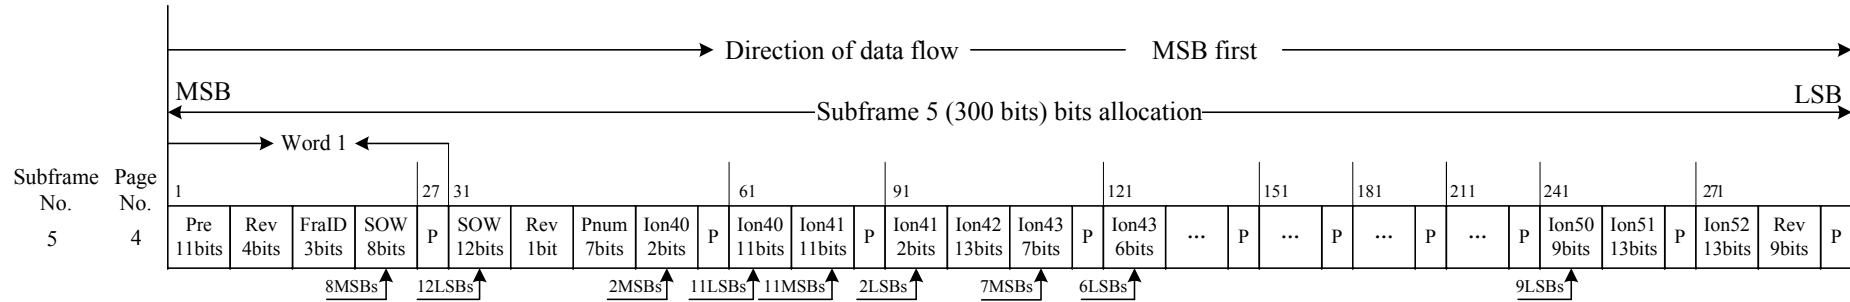 Direction of data flow MSB first
MSB LSB
Subframe 5 (300 bits) bits allocation
Word 1
Subframe No. Page No.
1 27 31 61 91 121 151 181 211 241 271
5 4
Pre 11bits
Rev 4bits
FraID 3bits
SOW 8bits
P
SOW 12bits
Rev 1bit
Pnum 7bits
Ion40 2bits
P
Ion40 11bits
Ion41 11bits
P
Ion41 2bits
Ion42 13bits
Ion43 7bits
P
Ion43 6bits
...
P
...
P
...
P
...
P
Ion50 9bits
Ion51 13bits
P
Ion52 13bits
Rev 9bits
P
8MSBs 12LSBs 2MSBs 11LSBs 11MSBs 2LSBs 7MSBs 6LSBs 9LSBs